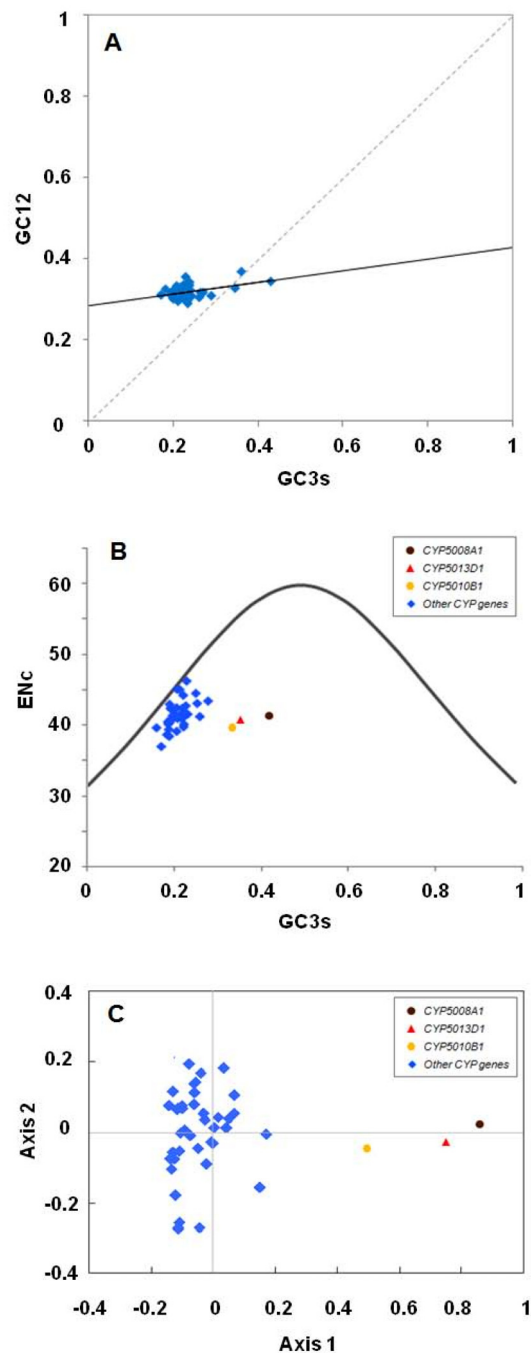 A
1
0.8
0.6
0.4
0.2
0
GC12
0 0.2 0.4 0.6 0.8 1
GC3s
B
CYP5008A1
CYP5013D1
CYP5010B1
Other CYP genes
60
50
40
30
20
ENc
0 0.2 0.4 0.6 0.8 1
GC3s
C
CYP5008A1
CYP5013D1
CYP5010B1
Other CYP genes
0.4
0.2
0
-0.2
-0.4
Axis 2
-0.4 -0.2 0 0.2 0.4 0.6 0.8 1
Axis 1